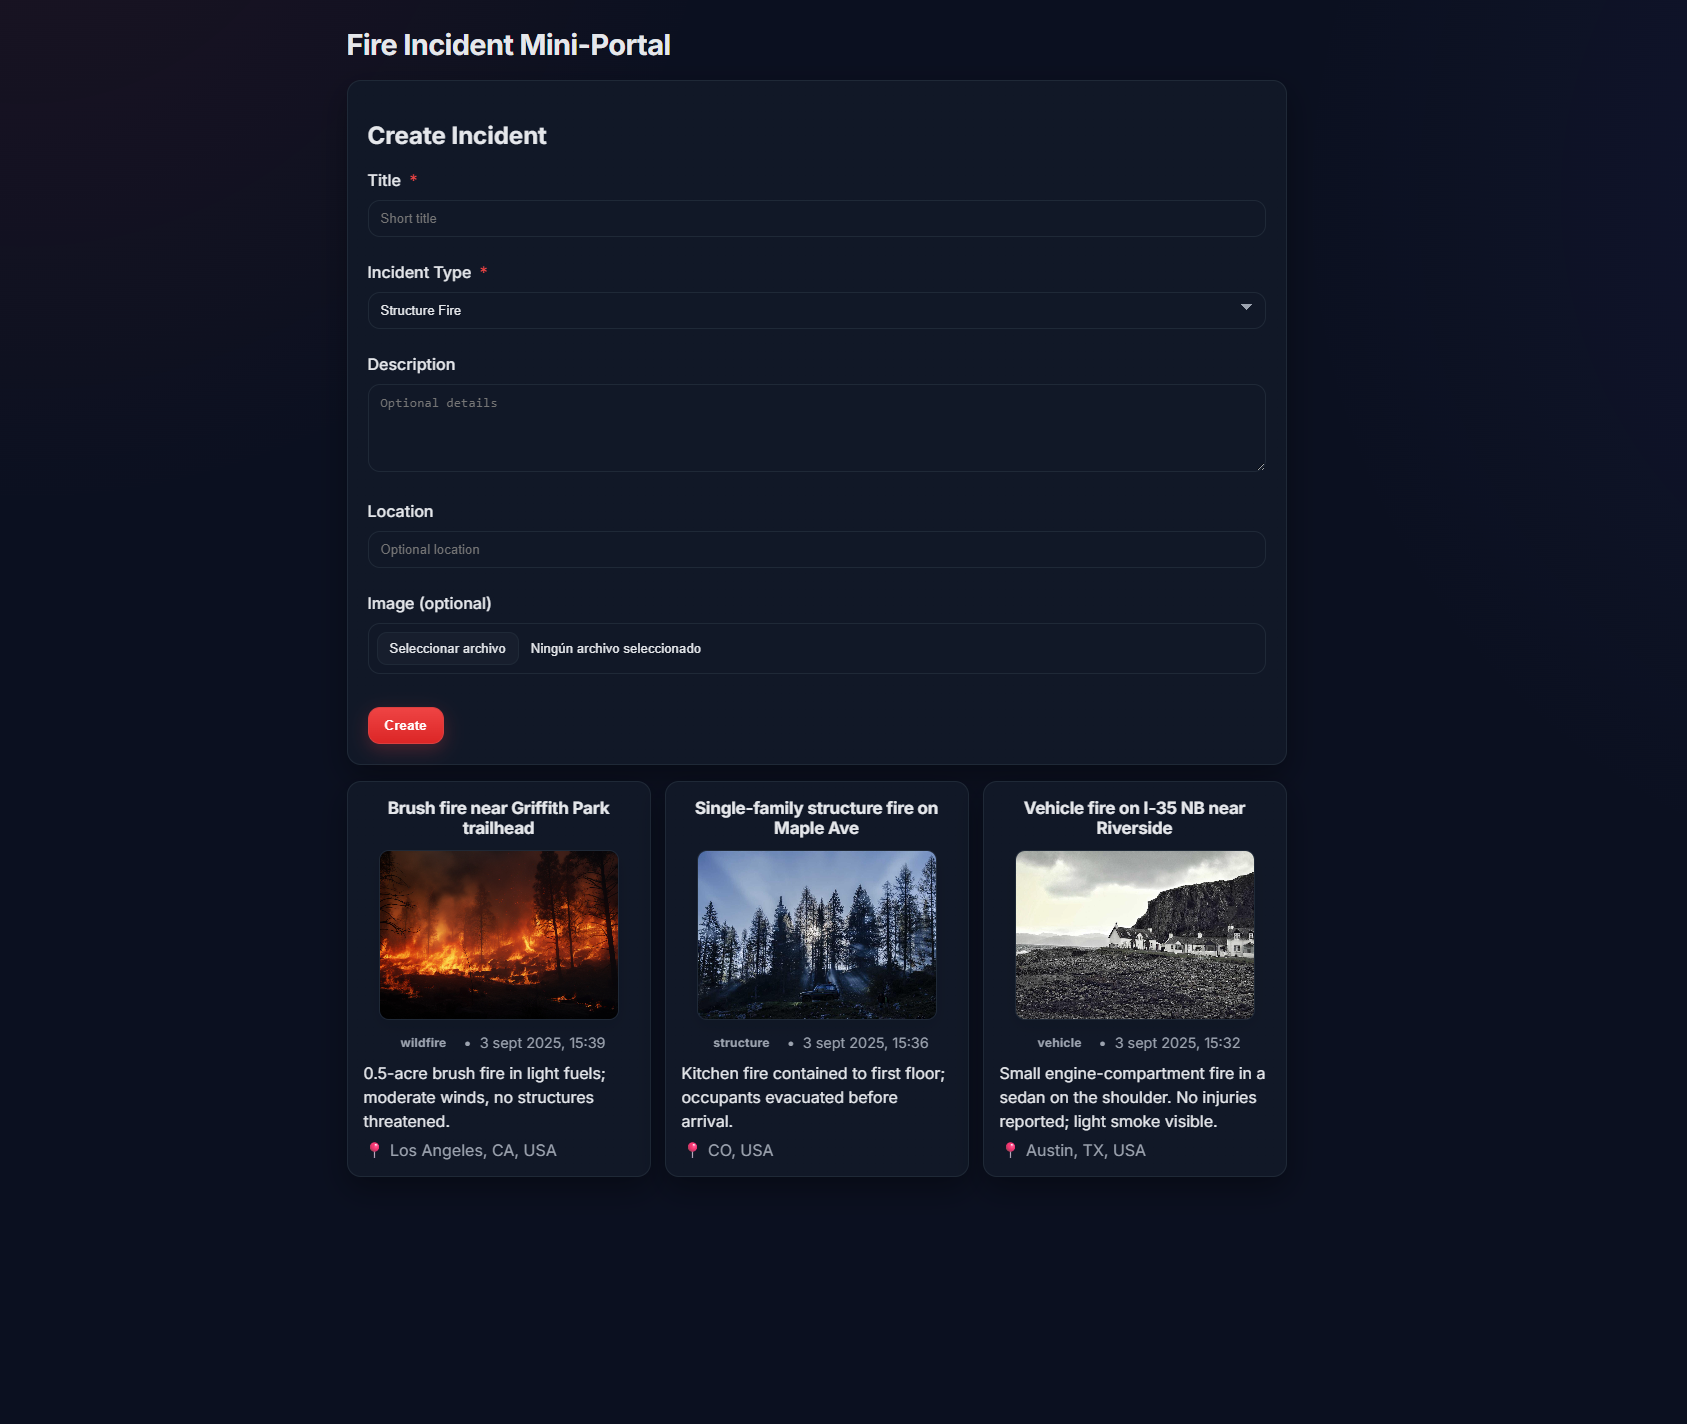 Fire Incident Mini-Portal
Create Incident
Title *
Short title
Incident Type *
Structure Fire
Description
Optional details
Location
Optional location
Image (optional)
Seleccionar archivo Ningún archivo seleccionado
Create
Brush fire near Griffith Park
trailhead
wildfire • 3 sept 2025, 15:39
0.5-acre brush fire in light fuels;
moderate winds, no structures
threatened.
📍 Los Angeles, CA, USA
Single-family structure fire on
Maple Ave
structure • 3 sept 2025, 15:36
Kitchen fire contained to first floor;
occupants evacuated before
arrival.
📍 CO, USA
Vehicle fire on I-35 NB near
Riverside
vehicle • 3 sept 2025, 15:32
Small engine-compartment fire in a
sedan on the shoulder. No injuries
reported; light smoke visible.
📍 Austin, TX, USA